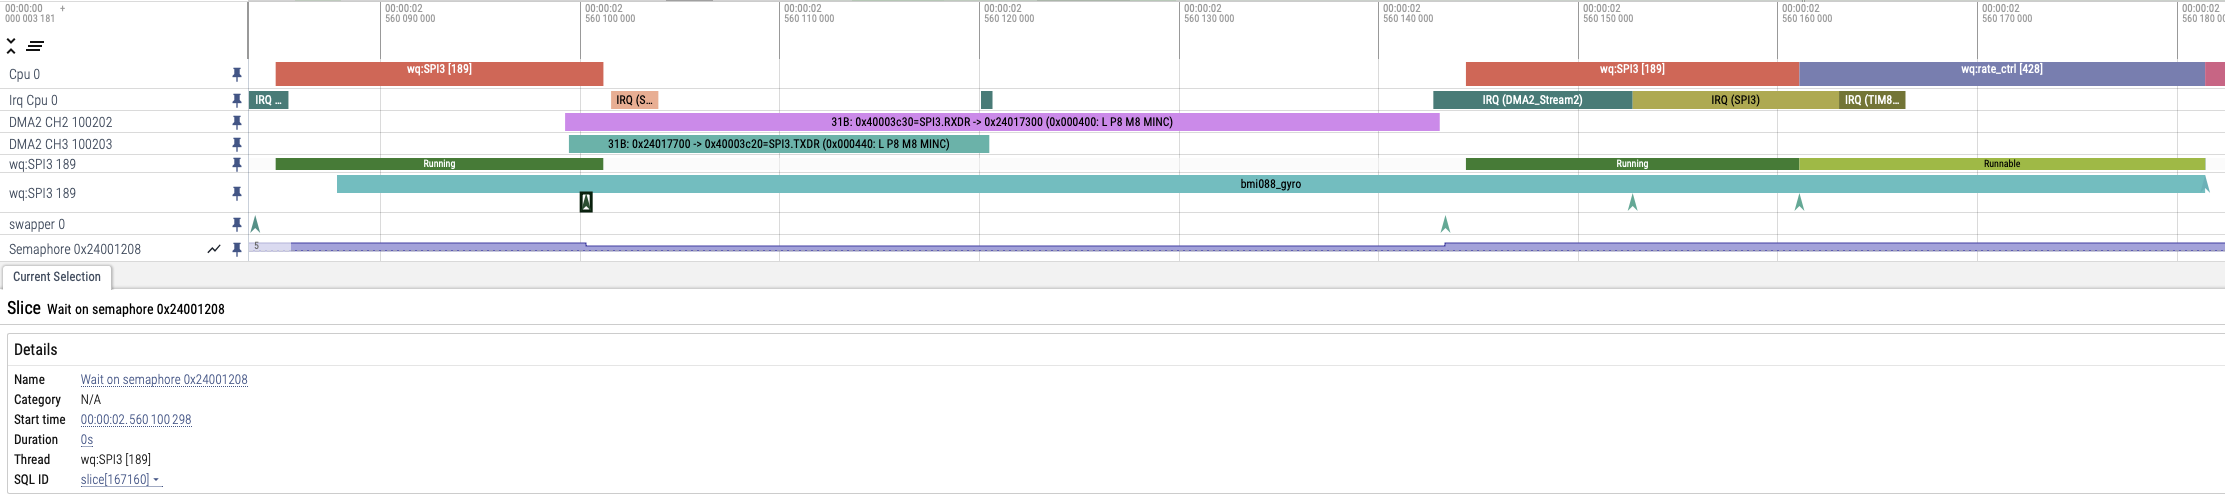 00:00:00 +
000 003 181
00:00:02
560 090 000
00:00:02
560 100 000
00:00:02
560 110 000
00:00:02
560 120 000
00:00:02
560 130 000
00:00:02
560 140 000
00:00:02
560 150 000
00:00:02
560 160 000
00:00:02
560 170 000
00:00:02
560 180 00
Cpu 0
wq:SPI3 [189]
wq:SPI3 [189]
wq:rate_ctrl [428]
Irq Cpu 0
IRQ ...
IRQ (S...
IRQ (DMA2_Stream2)
IRQ (SPI3)
IRQ (TIM8...
DMA2 CH2 100202
31B: 0x40003c30=SPI3.RXDR -> 0x24017300 (0x000400: L P8 M8 MINC)
DMA2 CH3 100203
31B: 0x24017700 -> 0x40003c20=SPI3.TXDR (0x000440: L P8 M8 MINC)
wq:SPI3 189
Running
Running
Runnable
wq:SPI3 189
bmi088_gyro
swapper 0
Semaphore 0x24001208
5
Current Selection
Slice Wait on semaphore 0x24001208
Details
Name Wait on semaphore 0x24001208
Category N/A
Start time 00:00:02.560 100 298
Duration 0s
Thread wq:SPI3 [189]
SQL ID slice[167160]